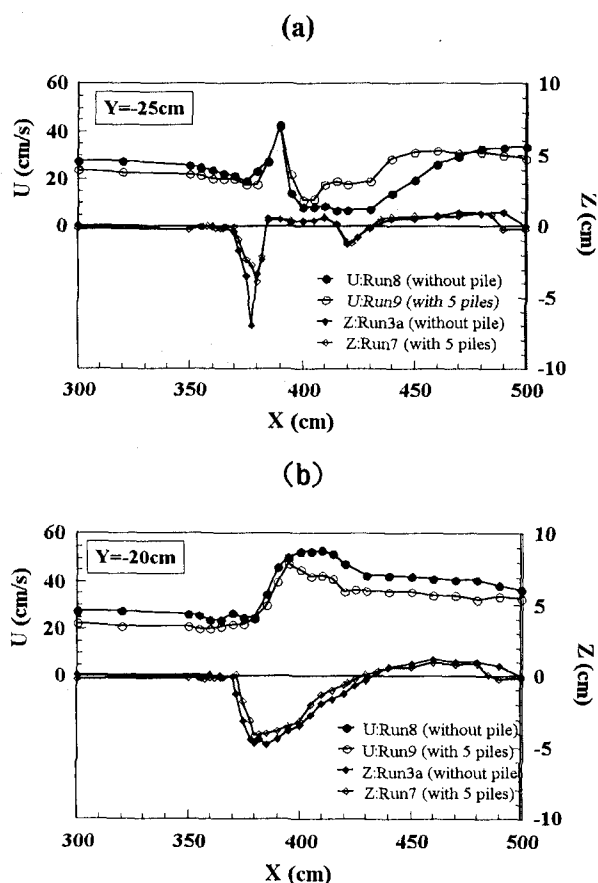 (a)
60
40
20
0
U (cm/s)
Y=-25cm
10
5
0
-5
-10
Z (cm)
U:Run8 (without pile)
U:Run9 (with 5 piles)
Z:Run3a (without pile)
Z:Run7 (with 5 piles)
300
350
400
450
500
X (cm)
(b)
60
40
20
0
U (cm/s)
Y=-20cm
10
5
0
-5
-10
Z (cm)
U:Run8 (without pile)
U:Run9 (with 5 piles)
Z:Run3a (without pile)
Z:Run7 (with 5 piles)
300
350
400
450
500
X (cm)